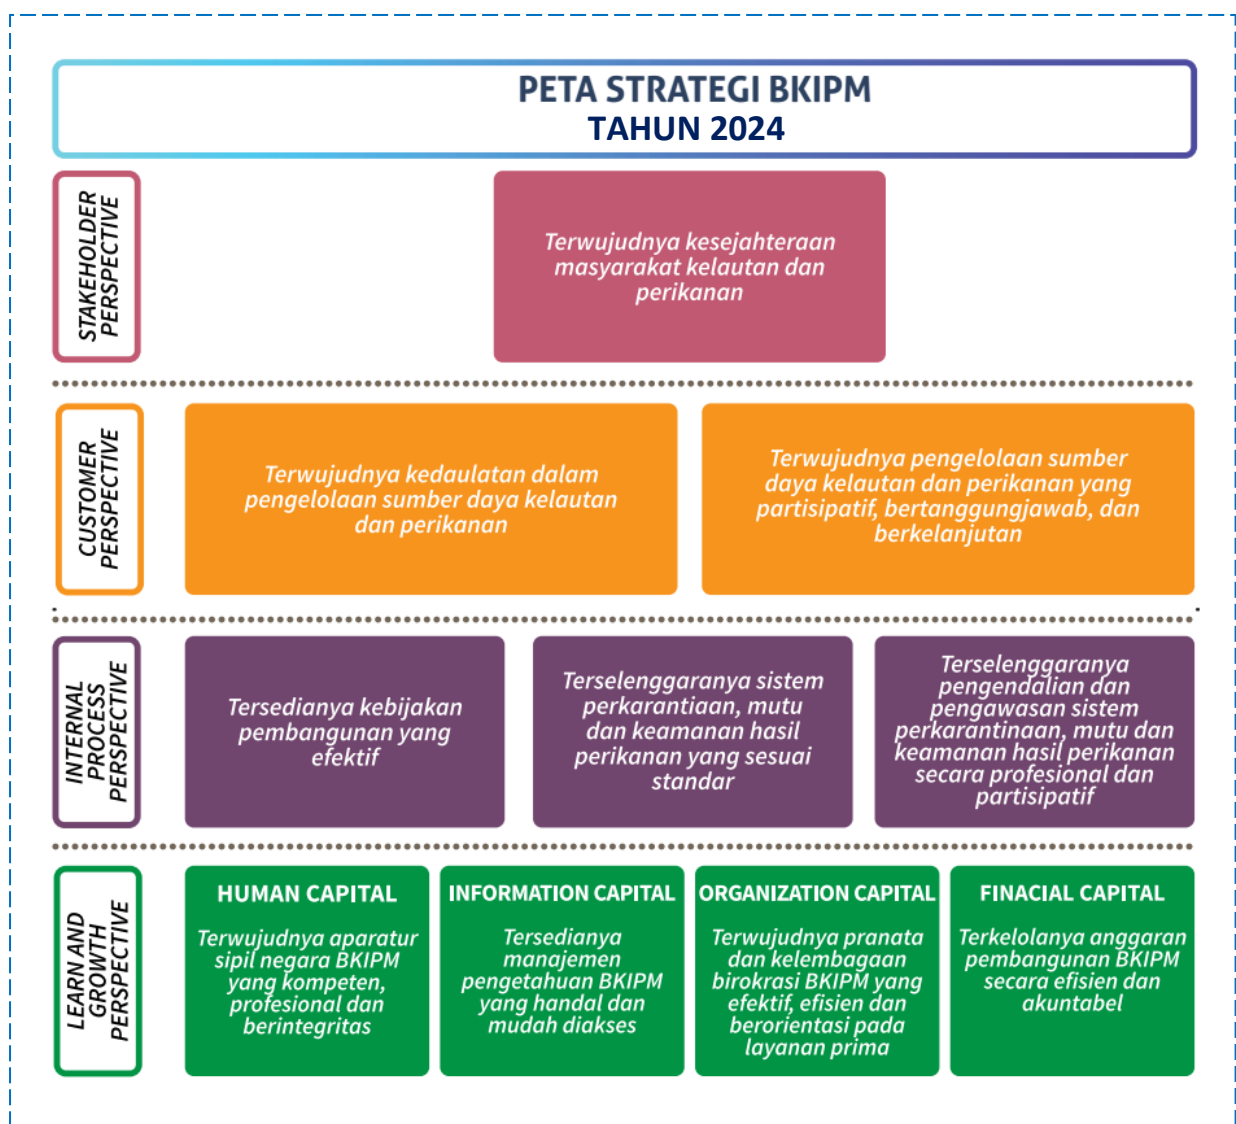 PETA STRATEGI BKIPM
TAHUN 2024
STAKEHOLDER
PERSPECTIVE
Terwujudnya kesejahteraan
masyarakat kelautan dan
perikanan
CUSTOMER
PERSPECTIVE
Terwujudnya kedaulatan dalam
pengelolaan sumber daya kelautan
dan perikanan
Terwujudnya pengelolaan sumber
daya kelautan dan perikanan yang
partisipatif, bertanggungjawab, dan
berkelanjutan
INTERNAL
PROCESS
PERSPECTIVE
Tersedianya kebijakan
pembangunan yang
efektif
Terselenggaranya sistem
perkarantiaan, mutu
dan keamanan hasil
perikanan yang sesuai
standar
Terselenggaranya
pengendalian dan
pengawasan sistem
perkarantinaan, mutu dan
keamanan hasil perikanan
secara profesional dan
partisipatif
LEARN AND
GROWTH
PERSPECTIVE
HUMAN CAPITAL
Terwujudnya aparatur
sipil negara BKIPM
yang kompeten,
profesional dan
berintegritas
INFORMATION CAPITAL
Tersedianya
manajemen
pengetahuan BKIPM
yang handal dan
mudah diakses
ORGANIZATION CAPITAL
Terwujudnya pranata
dan kelembagaan
birokrasi BKIPM yang
efektif, efisien dan
berorientasi pada
layanan prima
FINACIAL CAPITAL
Terkelolanya anggaran
pembangunan BKIPM
secara efisien dan
akuntabel